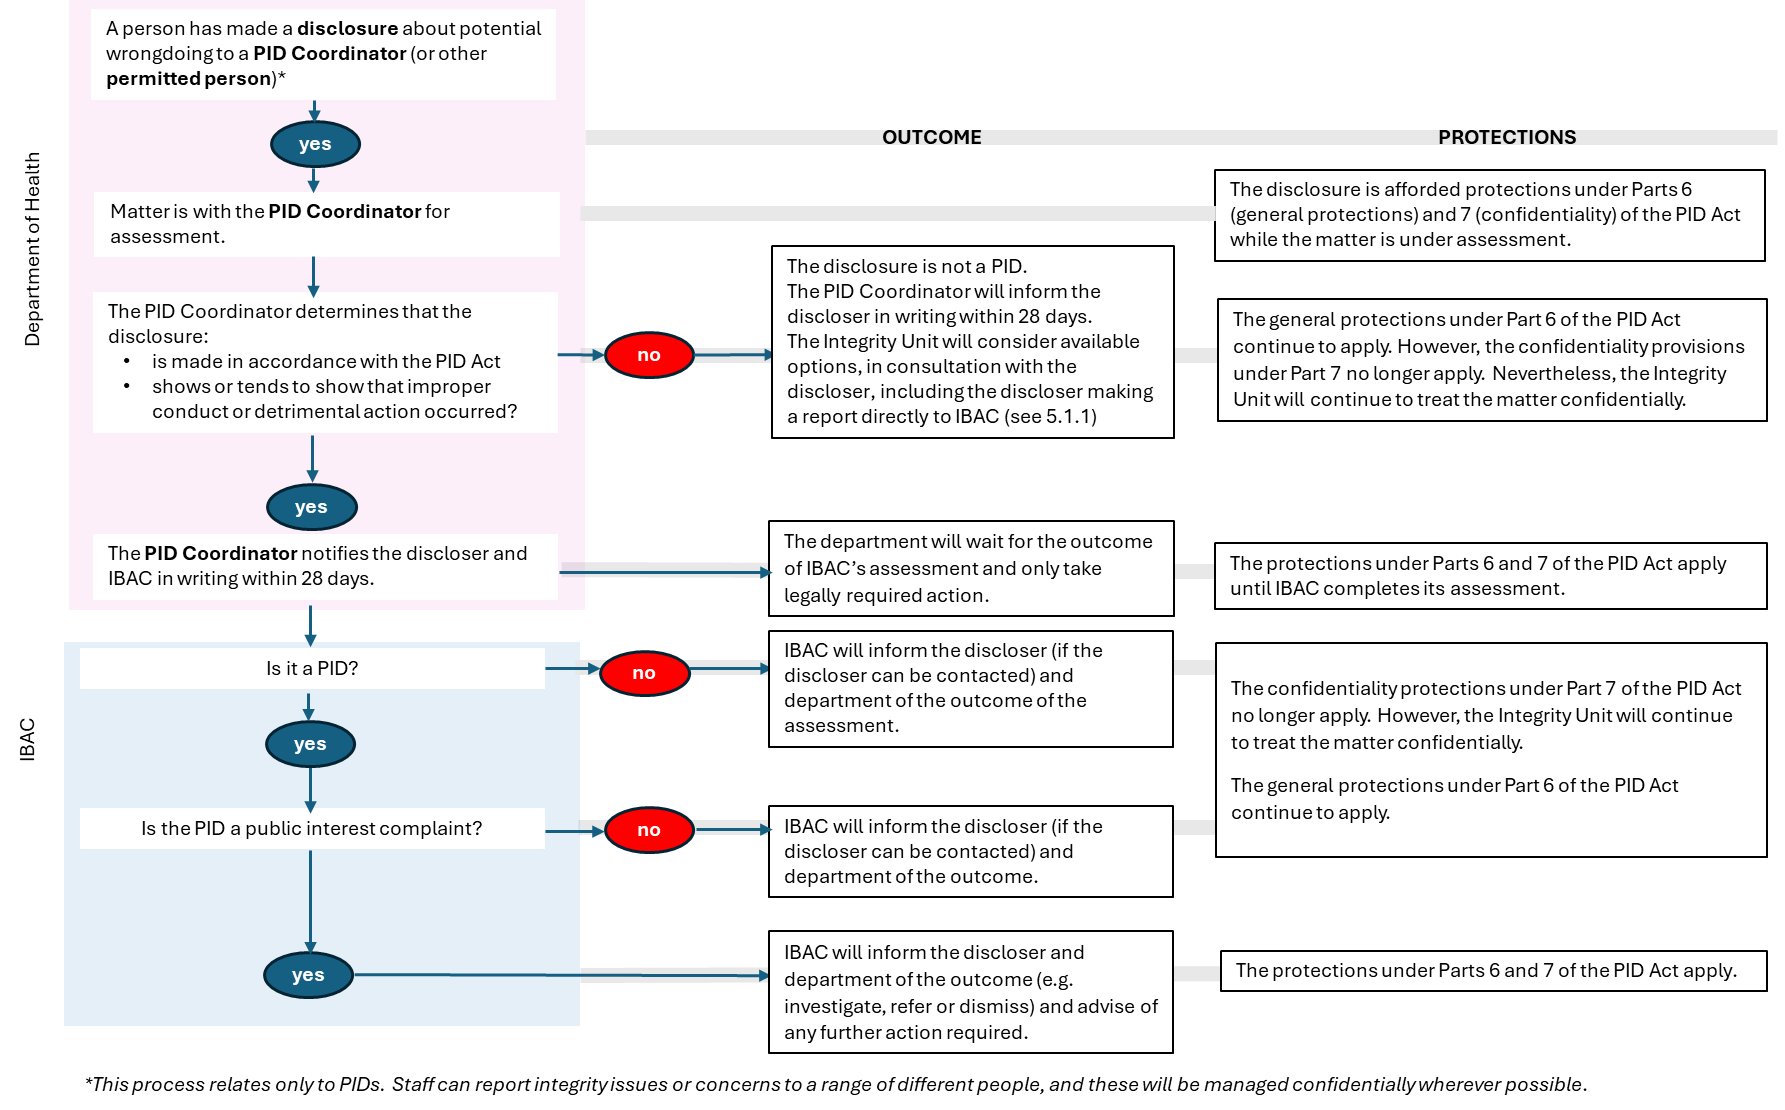 A person has made a disclosure about potential
wrongdoing to a PID Coordinator (or other
permitted person)*
yes
OUTCOME
PROTECTIONS
Department of Health
Matter is with the PID Coordinator for
assessment.
The disclosure is afforded protections under Parts 6
(general protections) and 7 (confidentiality) of the PID Act
while the matter is under assessment.
The PID Coordinator determines that the
disclosure:
• is made in accordance with the PID Act
• shows or tends to show that improper
conduct or detrimental action occurred?
no
The disclosure is not a PID.
The PID Coordinator will inform the
discloser in writing within 28 days.
The Integrity Unit will consider available
options, in consultation with the
discloser, including the discloser making
a report directly to IBAC (see 5.1.1)
The general protections under Part 6 of the PID Act
continue to apply. However, the confidentiality provisions
under Part 7 no longer apply. Nevertheless, the Integrity
Unit will continue to treat the matter confidentially.
yes
The PID Coordinator notifies the discloser and
IBAC in writing within 28 days.
The department will wait for the outcome
of IBAC's assessment and only take
legally required action.
The protections under Parts 6 and 7 of the PID Act apply
until IBAC completes its assessment.
IBAC
Is it a PID?
no
IBAC will inform the discloser (if the
discloser can be contacted) and
department of the outcome of the
assessment.
The confidentiality protections under Part 7 of the PID Act
no longer apply. However, the Integrity Unit will continue
to treat the matter confidentially.
The general protections under Part 6 of the PID Act
continue to apply.
yes
Is the PID a public interest complaint?
no
IBAC will inform the discloser (if the
discloser can be contacted) and
department of the outcome.
yes
IBAC will inform the discloser and
department of the outcome (e.g.
investigate, refer or dismiss) and advise of
any further action required.
The protections under Parts 6 and 7 of the PID Act apply.
*This process relates only to PIDs. Staff can report integrity issues or concerns to a range of different people, and these will be managed confidentially wherever possible.